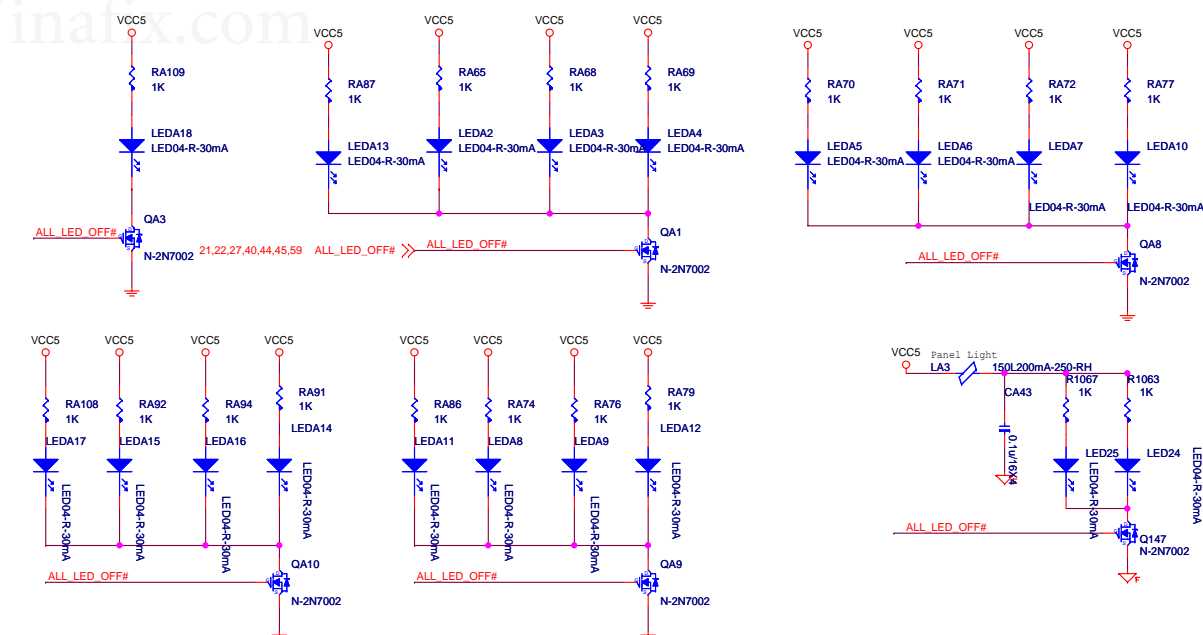 inafix.com
VCC5
RA109
1K
LEDA18
LED04-R-30mA
QA3
ALL_LED_OFF#
N-2N7002
VCC5
RA87
1K
LEDA13
LED04-R-30mA
VCC5
RA65
1K
LEDA2
LED04-R-30mA
VCC5
RA68
1K
LEDA3
LED04-R-30mA
VCC5
RA69
1K
LEDA4
LED04-R-30mA
21,22,27,40,44,45,59 ALL_LED_OFF#
ALL_LED_OFF#
QA1
N-2N7002
VCC5
RA70
1K
LEDA5
LED04-R-30mA
VCC5
RA71
1K
LEDA6
LED04-R-30mA
VCC5
RA72
1K
LEDA7
LED04-R-30mA
VCC5
RA77
1K
LEDA10
LED04-R-30mA
ALL_LED_OFF#
QA8
N-2N7002
VCC5
RA108
1K
LEDA17
LED04-R-30mA
VCC5
RA92
1K
LEDA15
LED04-R-30mA
VCC5
RA94
1K
LEDA16
LED04-R-30mA
VCC5
RA91
1K
LEDA14
LED04-R-30mA
ALL_LED_OFF#
QA10
N-2N7002
VCC5
RA86
1K
LEDA11
LED04-R-30mA
VCC5
RA74
1K
LEDA8
LED04-R-30mA
VCC5
RA76
1K
LEDA9
LED04-R-30mA
VCC5
RA79
1K
LEDA12
LED04-R-30mA
ALL_LED_OFF#
QA9
N-2N7002
VCC5
Panel Light
LA3
150L200mA-250-RH
CA43
0.1u/16X4
R1067
1K
LED25
LED04-R-30mA
R1063
1K
LED24
LED04-R-30mA
ALL_LED_OFF#
Q147
N-2N7002
F